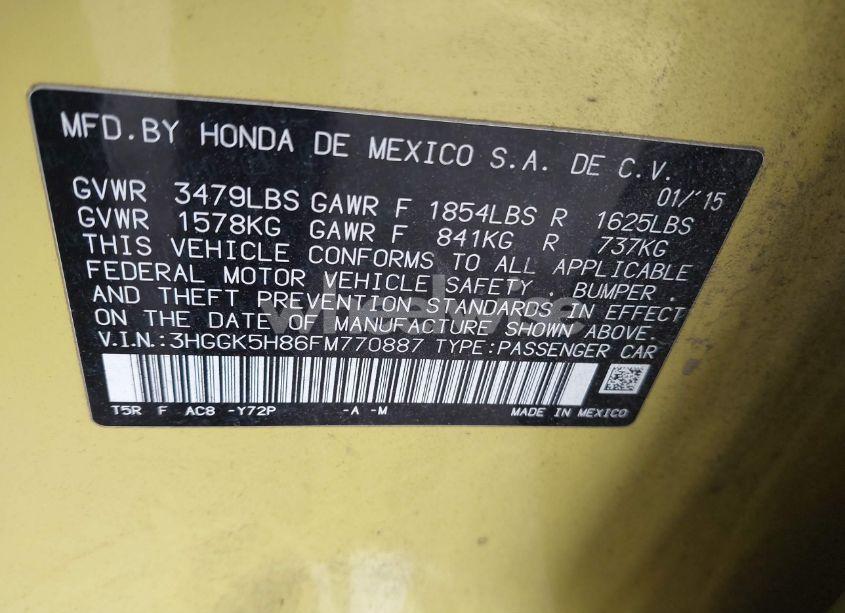 MFD.BY HONDA DE MEXICO S.A. DE C.V.
01/'15
GVWR 3479LBS GAWR F 1854LBS R 1625LBS
GVWR 1578KG GAWR F 841KG R 737KG
THIS VEHICLE CONFORMS TO ALL APPLICABLE
FEDERAL MOTOR VEHICLE SAFETY . BUMPER .
AND THEFT PREVENTION STANDARDS IN EFFECT
ON THE DATE OF MANUFACTURE SHOWN ABOVE.
V.I.N.:3HGGK5H86FM770887 TYPE:PASSENGER CAR
T5R F AC8 -Y72P -A -M MADE IN MEXICO